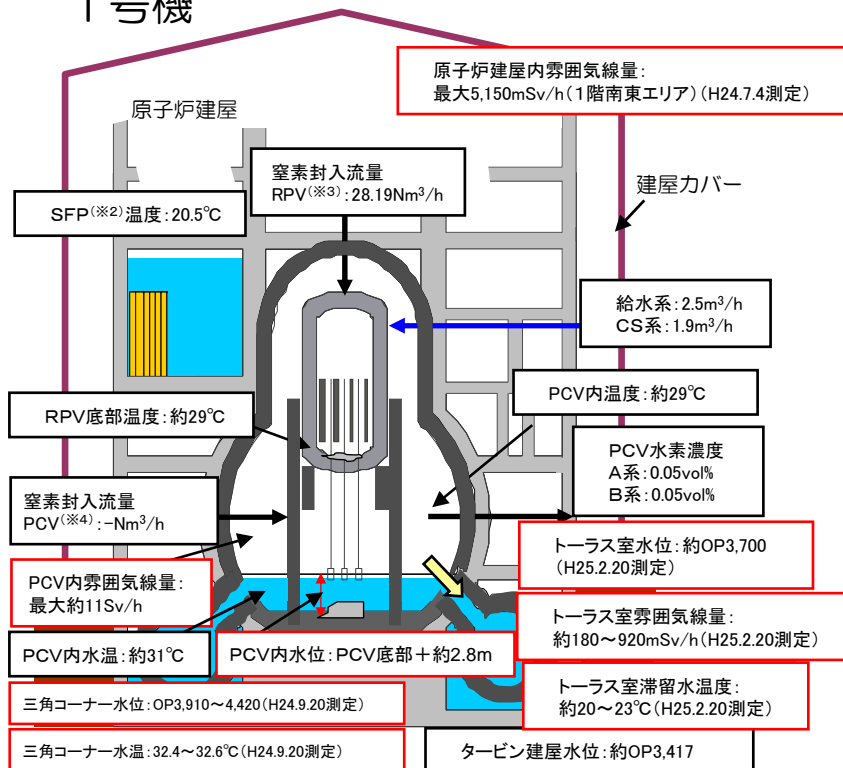 1号機
原子炉建屋内雰囲気線量:
最大5,150mSv/h(1階南東エリア)(H24.7.4測定)
原子炉建屋
窒素封入流量
RPV(※3):28.19Nm³/h
建屋カバー
SFP(※2)温度:20.5℃
給水系:2.5m³/h
CS系:1.9m³/h
PCV内温度:約29℃
RPV底部温度:約29℃
PCV水素濃度
A系:0.05vol%
B系:0.05vol%
窒素封入流量
PCV(※4):-Nm³/h
トーラス室水位:約OP3,700
(H25.2.20測定)
PCV内雰囲気線量:
最大約11Sv/h
トーラス室雰囲気線量:
約180～920mSv/h(H25.2.20測定)
PCV内水温:約31℃
PCV内水位:PCV底部+約2.8m
トーラス室滞留水温度:
約20～23℃(H25.2.20測定)
三角コーナー水位:OP3,910～4,420(H24.9.20測定)
三角コーナー水温:32.4～32.6℃(H24.9.20測定)
タービン建屋水位:約OP3,417